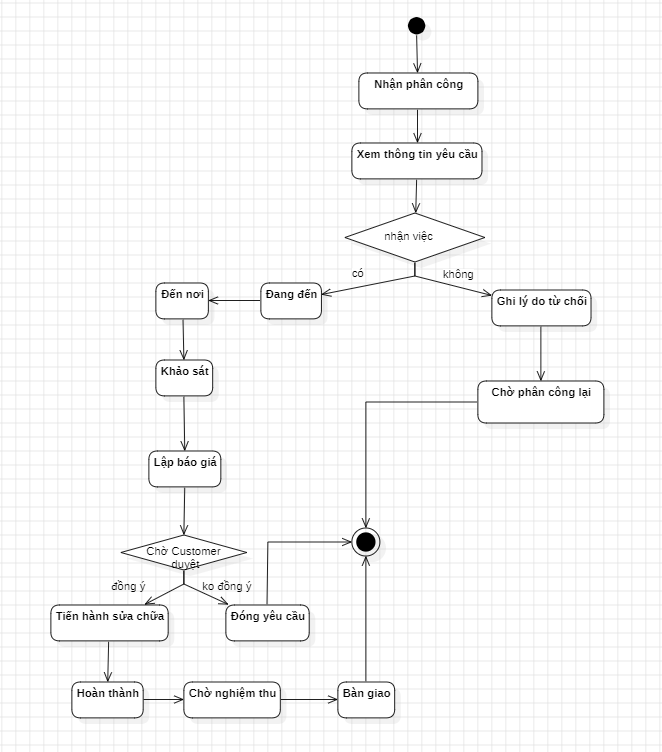 Nhận phân công
Xem thông tin yêu cầu
nhận việc
có
không
Đến nơi
Đang đến
Ghi lý do từ chối
Khảo sát
Chờ phân công lại
Lập báo giá
Chờ Customer
duyệt
đồng ý
ko đồng ý
Tiến hành sửa chữa
Đóng yêu cầu
Hoàn thành
Chờ nghiệm thu
Bàn giao